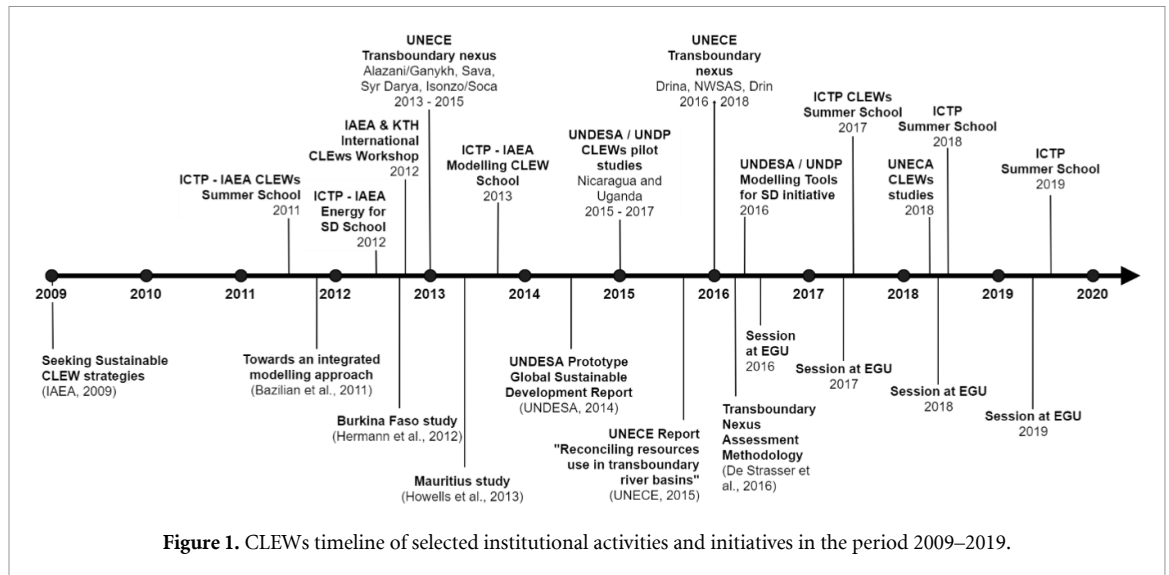 UNECE
Transboundary nexus
Alazani/Ganykh, Sava,
Syr Darya, Isonzo/Soca
2013 - 2015
UNECE
Transboundary
nexus
Drina, NWSAS, Drin
2016 - 2018
IAEA & KTH
International
CLEws Workshop
2012
ICTP - IAEA CLEWs
Summer School
2011
ICTP - IAEA
Energy for
SD School
2012
ICTP - IAEA
Modelling CLEW
School
2013
UNDESA / UNDP
CLEWs pilot
studies
Nicaragua and
Uganda
2015 - 2017
UNDESA / UNDP
Modelling Tools
for SD initiative
2016
ICTP CLEWs
Summer School
2017
UNECA
CLEWs
studies
2018
ICTP
Summer School
2018
ICTP
Summer School
2019
2009 2010 2011 2012 2013 2014 2015 2016 2017 2018 2019 2020
Seeking Sustainable
CLEW strategies
(IAEA, 2009)
Towards an integrated
modelling approach
(Bazilian et al., 2011)
Burkina Faso study
(Hermann et al., 2012)
Mauritius study
(Howells et al., 2013)
UNDESA Prototype
Global Sustainable
Development Report
(UNDESA, 2014)
UNECE Report
"Reconciling resources
use in transboundary
river basins"
(UNECE, 2015)
Transboundary
Nexus
Assessment
Methodology
(De Strasser et
al., 2016)
Session
at EGU
2016
Session at EGU
2017
Session at EGU
2018
Session at EGU
2019
Figure 1. CLEWs timeline of selected institutional activities and initiatives in the period 2009–2019.